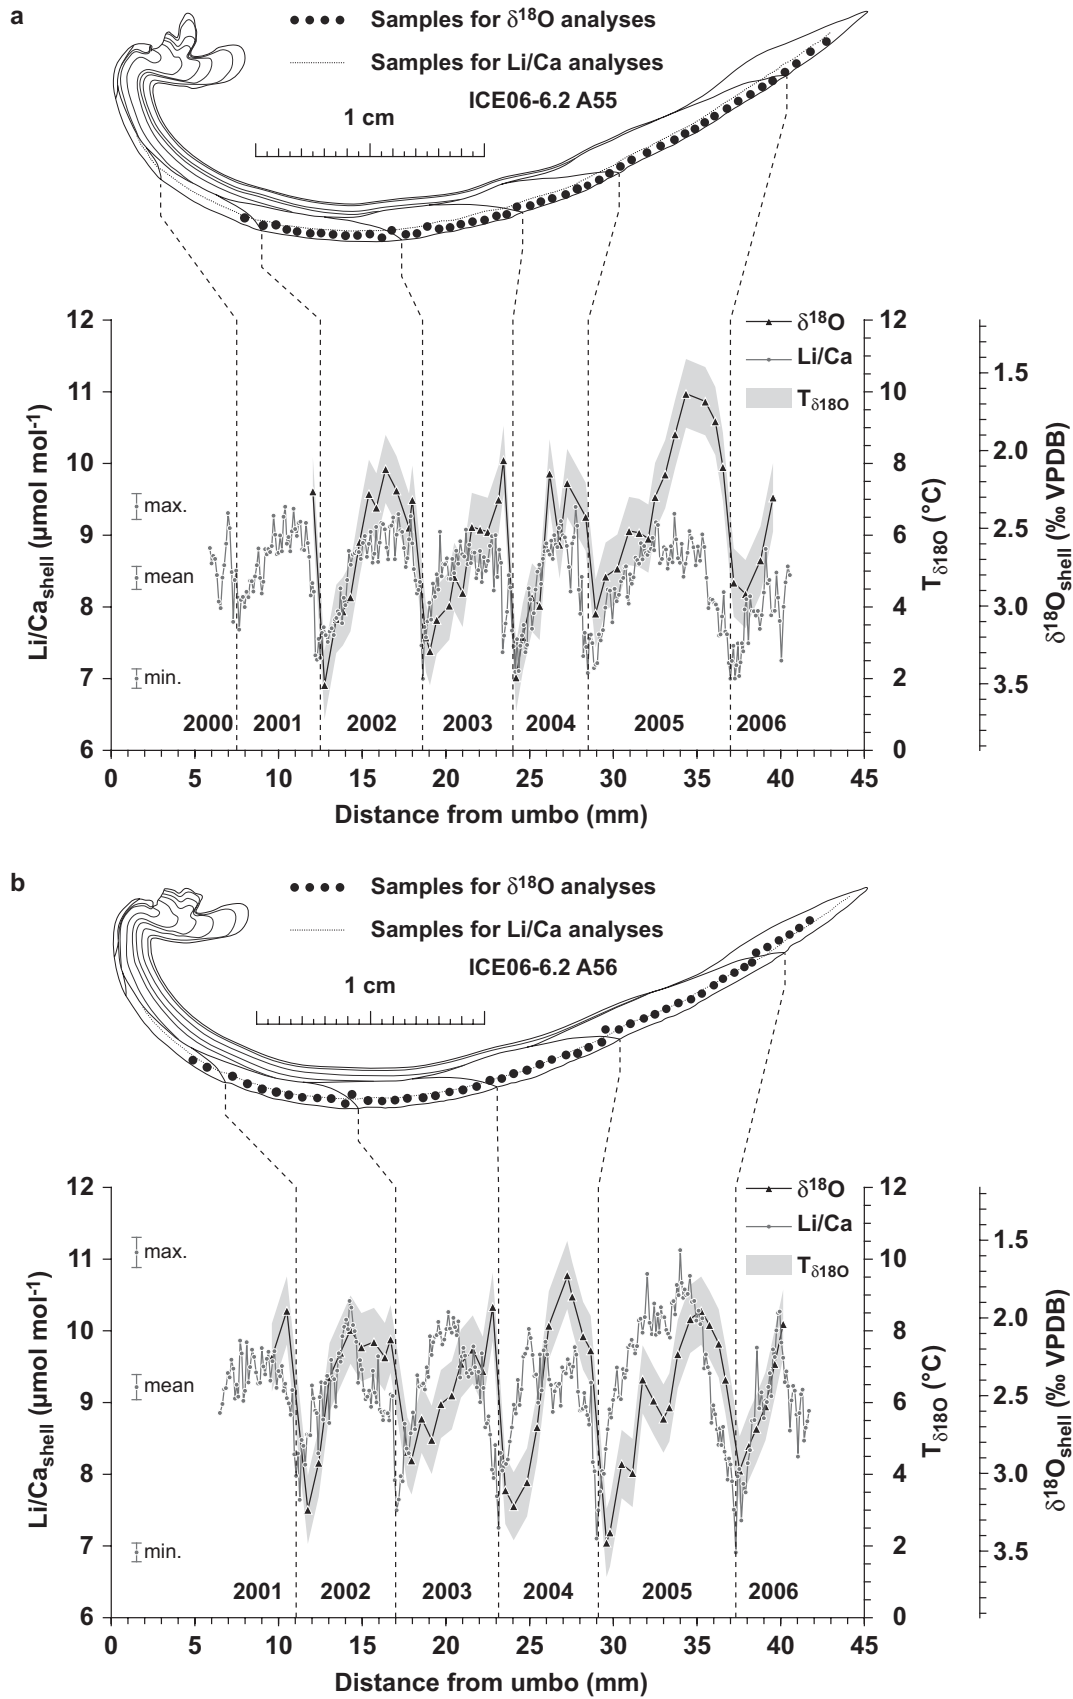 a
Samples for δ18O analyses
Samples for Li/Ca analyses
ICE06-6.2 A55
1 cm
12
11
10
9
8
7
6
Li/Cashell (µmol mol-1)
max.
mean
min.
δ18O
Li/Ca
Tδ18O
12
10
8
6
4
2
0
Tδ18O (°C)
1.5
2.0
2.5
3.0
3.5
δ18Oshell (‰ VPDB)
2000 2001 2002 2003 2004 2005 2006
0 5 10 15 20 25 30 35 40 45
Distance from umbo (mm)
b
Samples for δ18O analyses
Samples for Li/Ca analyses
ICE06-6.2 A56
1 cm
12
11
10
9
8
7
6
Li/Cashell (µmol mol-1)
max.
mean
min.
δ18O
Li/Ca
Tδ18O
12
10
8
6
4
2
0
Tδ18O (°C)
1.5
2.0
2.5
3.0
3.5
δ18Oshell (‰ VPDB)
2001 2002 2003 2004 2005 2006
0 5 10 15 20 25 30 35 40 45
Distance from umbo (mm)